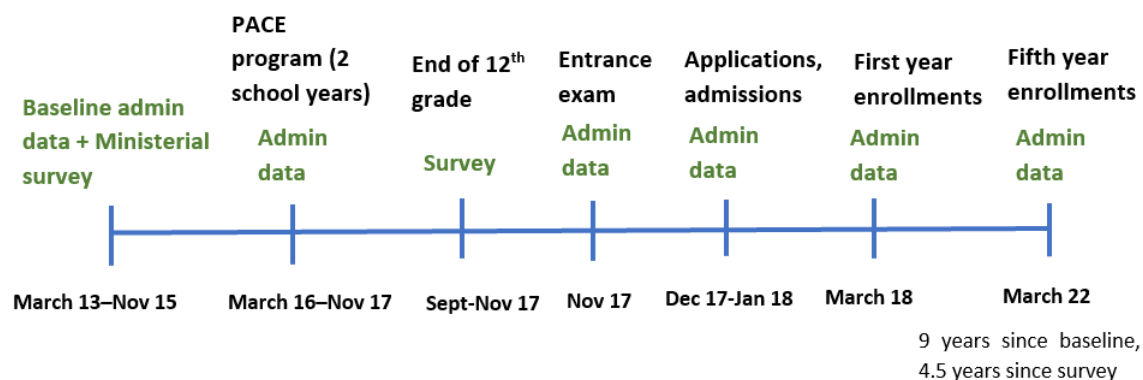 Baseline admin
data + Ministerial
survey
PACE
program (2
school years)
Admin
data
End of 12th
grade
Survey
Entrance
exam
Admin
data
Applications,
admissions
Admin
data
First year
enrollments
Admin
data
Fifth year
enrollments
Admin
data
March 13–Nov 15
March 16–Nov 17
Sept-Nov 17
Nov 17
Dec 17-Jan 18
March 18
March 22
9 years since baseline,
4.5 years since survey